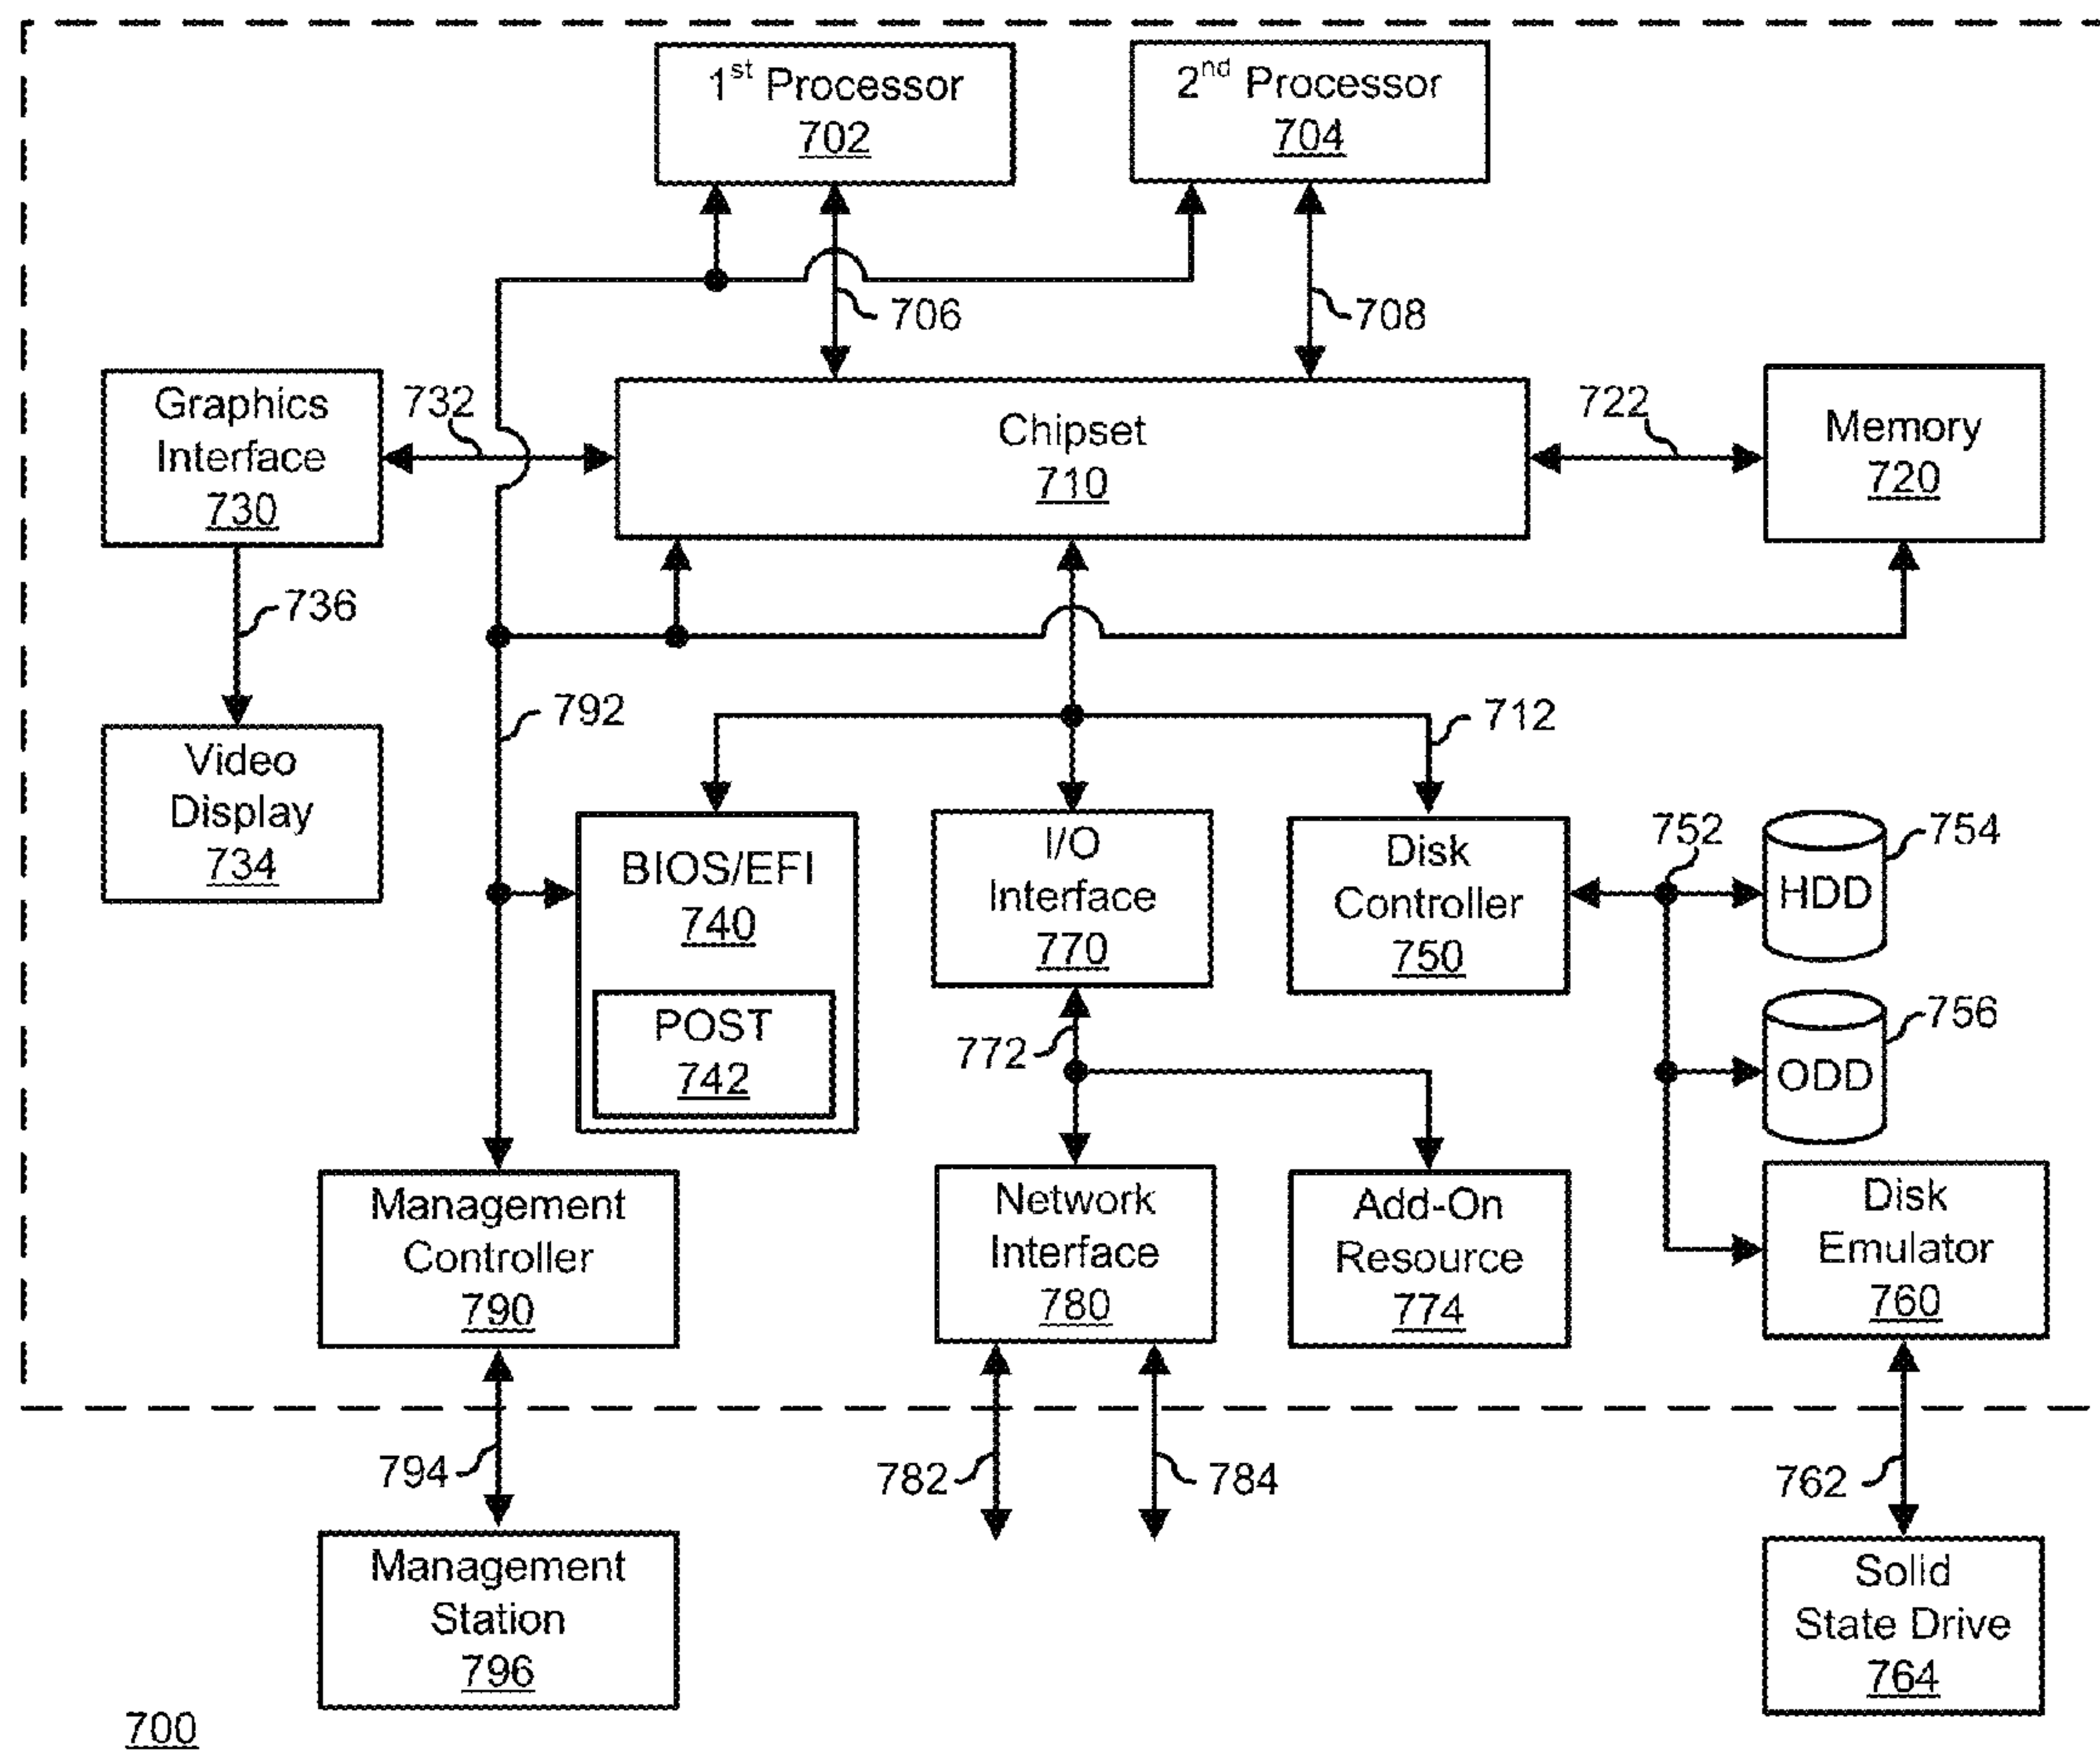 1st Processor
702
2nd Processor
704
706
708
Graphics
Interface
730
732
Chipset
710
722
Memory
720
736
792
712
Video
Display
734
BIOS/EFI
740
POST
742
I/O
Interface
770
Disk
Controller
750
752
754
HDD
756
ODD
772
Management
Controller
790
Network
Interface
780
Add-On
Resource
774
Disk
Emulator
760
794
782
784
762
Management
Station
796
Solid
State Drive
764
700